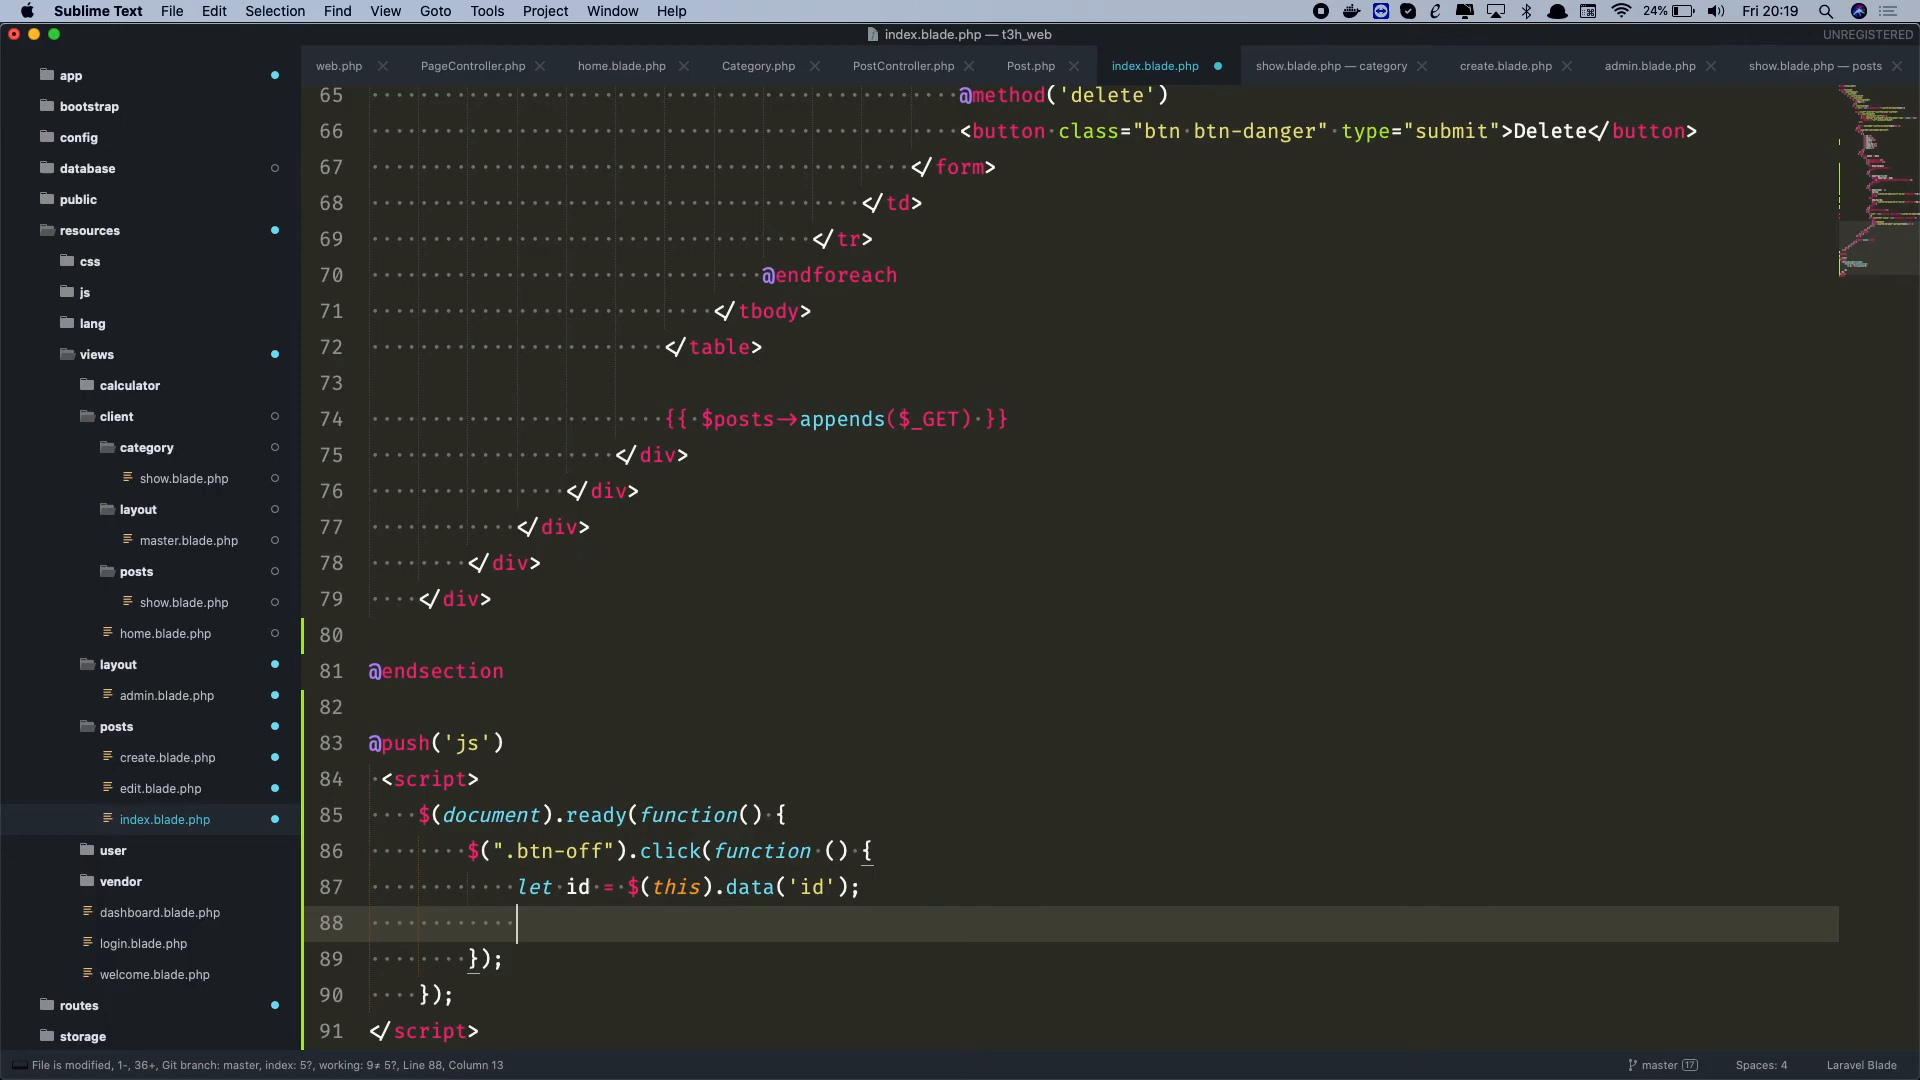 Sublime Text File Edit Selection Find View Goto Tools Project Window Help 24% Fri 20:19
index.blade.php — t3h_web UNREGISTERED
web.php PageController.php home.blade.php Category.php PostController.php Post.php index.blade.php show.blade.php — category create.blade.php admin.blade.php show.blade.php — posts
app
bootstrap
config
database
public
resources
css
js
lang
views
calculator
client
category
show.blade.php
layout
master.blade.php
posts
show.blade.php
home.blade.php
layout
admin.blade.php
posts
create.blade.php
edit.blade.php
index.blade.php
user
vendor
dashboard.blade.php
login.blade.php
welcome.blade.php
routes
storage
65 @method('delete')
66 <button class="btn btn-danger" type="submit">Delete</button>
67 </form>
68 </td>
69 </tr>
70 @endforeach
71 </tbody>
72 </table>
73
74 {{ $posts->appends($_GET) }}
75 </div>
76 </div>
77 </div>
78 </div>
79 </div>
80
81 @endsection
82
83 @push('js')
84 <script>
85 $(document).ready(function() {
86 $(".btn-off").click(function () {
87 let id = $(this).data('id');
88
89 });
90 });
91 </script>
File is modified, 1-, 36+, Git branch: master, index: 5?, working: 9≠ 5?, Line 88, Column 13 master 17 Spaces: 4 Laravel Blade